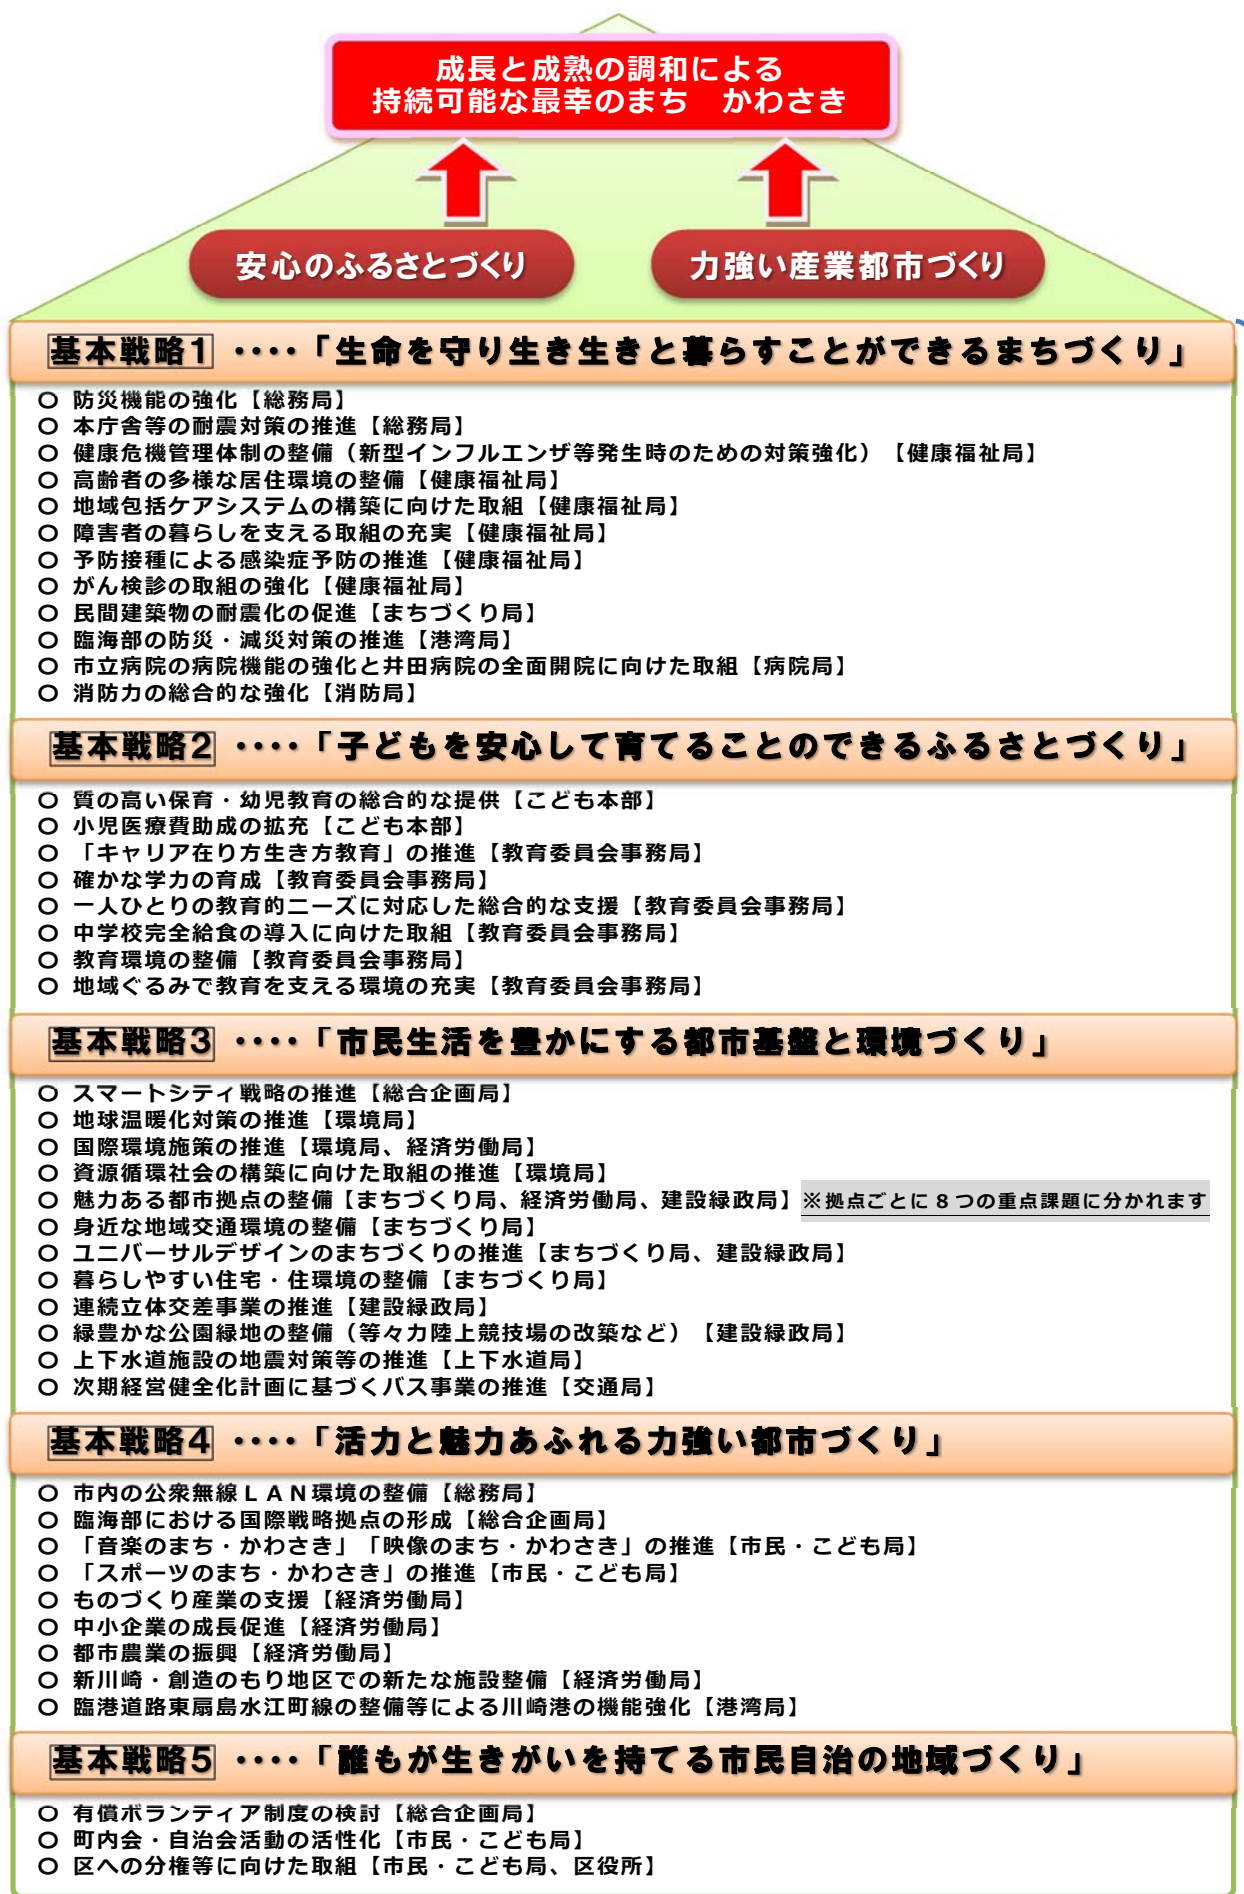 成長と成熟の調和による
持続可能な最幸のまち　かわさき
安心のふるさとづくり
力強い産業都市づくり
基本戦略1 ････「生命を守り生き生きと暮らすことができるまちづくり」
○ 防災機能の強化【総務局】
○ 本庁舎等の耐震対策の推進【総務局】
○ 健康危機管理体制の整備（新型インフルエンザ等発生時のための対策強化）【健康福祉局】
○ 高齢者の多様な居住環境の整備【健康福祉局】
○ 地域包括ケアシステムの構築に向けた取組【健康福祉局】
○ 障害者の暮らしを支える取組の充実【健康福祉局】
○ 予防接種による感染症予防の推進【健康福祉局】
○ がん検診の取組の強化【健康福祉局】
○ 民間建築物の耐震化の促進【まちづくり局】
○ 臨海部の防災・減災対策の推進【港湾局】
○ 市立病院の病院機能の強化と井田病院の全面開院に向けた取組【病院局】
○ 消防力の総合的な強化【消防局】
基本戦略2 ････「子どもを安心して育てることのできるふるさとづくり」
○ 質の高い保育・幼児教育の総合的な提供【こども本部】
○ 小児医療費助成の拡充【こども本部】
○ 「キャリア在り方生き方教育」の推進【教育委員会事務局】
○ 確かな学力の育成【教育委員会事務局】
○ 一人ひとりの教育的ニーズに対応した総合的な支援【教育委員会事務局】
○ 中学校完全給食の導入に向けた取組【教育委員会事務局】
○ 教育環境の整備【教育委員会事務局】
○ 地域ぐるみで教育を支える環境の充実【教育委員会事務局】
基本戦略3 ････「市民生活を豊かにする都市基盤と環境づくり」
○ スマートシティ戦略の推進【総合企画局】
○ 地球温暖化対策の推進【環境局】
○ 国際環境施策の推進【環境局、経済労働局】
○ 資源循環社会の構築に向けた取組の推進【環境局】
○ 魅力ある都市拠点の整備【まちづくり局、経済労働局、建設緑政局】※拠点ごとに８つの重点課題に分かれます
○ 身近な地域交通環境の整備【まちづくり局】
○ ユニバーサルデザインのまちづくりの推進【まちづくり局、建設緑政局】
○ 暮らしやすい住宅・住環境の整備【まちづくり局】
○ 連続立体交差事業の推進【建設緑政局】
○ 緑豊かな公園緑地の整備（等々力陸上競技場の改築など）【建設緑政局】
○ 上下水道施設の地震対策等の推進【上下水道局】
○ 次期経営健全化計画に基づくバス事業の推進【交通局】
基本戦略4 ････「活力と魅力あふれる力強い都市づくり」
○ 市内の公衆無線ＬＡＮ環境の整備【総務局】
○ 臨海部における国際戦略拠点の形成【総合企画局】
○ 「音楽のまち・かわさき」「映像のまち・かわさき」の推進【市民・こども局】
○ 「スポーツのまち・かわさき」の推進【市民・こども局】
○ ものづくり産業の支援【経済労働局】
○ 中小企業の成長促進【経済労働局】
○ 都市農業の振興【経済労働局】
○ 新川崎・創造のもり地区での新たな施設整備【経済労働局】
○ 臨港道路東扇島水江町線の整備等による川崎港の機能強化【港湾局】
基本戦略5 ････「誰もが生きがいを持てる市民自治の地域づくり」
○ 有償ボランティア制度の検討【総合企画局】
○ 町内会・自治会活動の活性化【市民・こども局】
○ 区への分権等に向けた取組【市民・こども局、区役所】